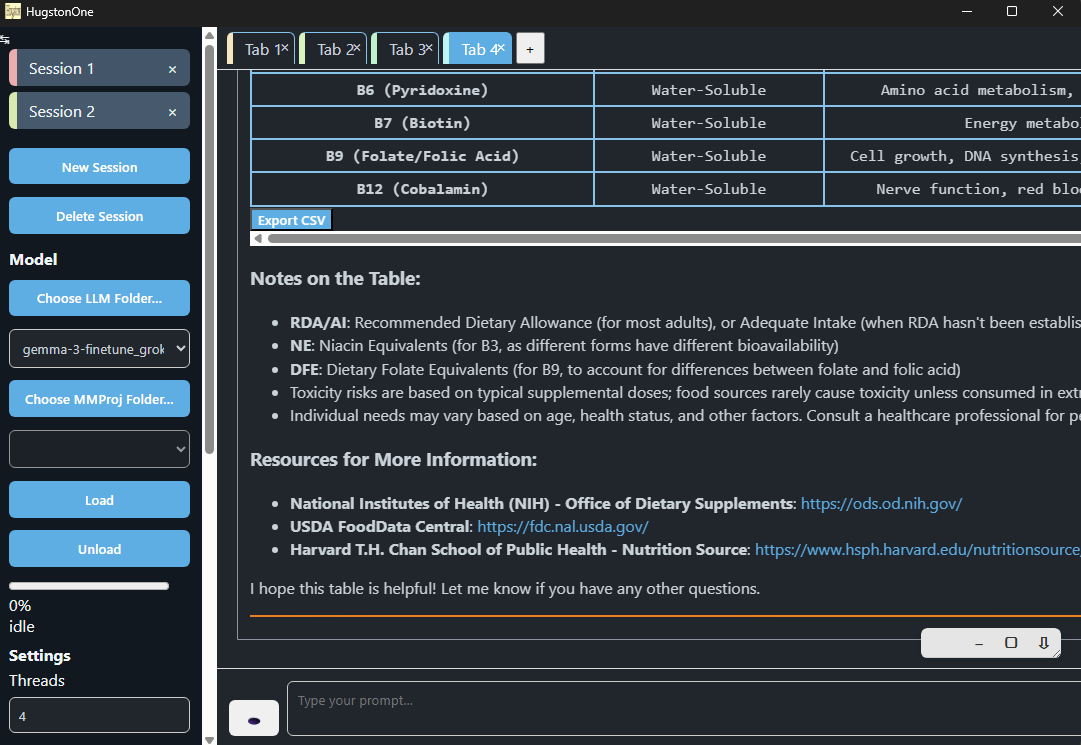 HugstonOne
Session 1 ×
Session 2 ×
New Session
Delete Session
Model
Choose LLM Folder...
gemma-3-finetune_grok
Choose MMProj Folder...
Load
Unload
0%
idle
Settings
Threads
4
Tab 1× Tab 2× Tab 3× Tab 4× +
B6 (Pyridoxine) Water-Soluble Amino acid metabolism,
B7 (Biotin) Water-Soluble Energy metabol
B9 (Folate/Folic Acid) Water-Soluble Cell growth, DNA synthesis,
B12 (Cobalamin) Water-Soluble Nerve function, red bloo
Export CSV
Notes on the Table:
• RDA/AI: Recommended Dietary Allowance (for most adults), or Adequate Intake (when RDA hasn't been establis
• NE: Niacin Equivalents (for B3, as different forms have different bioavailability)
• DFE: Dietary Folate Equivalents (for B9, to account for differences between folate and folic acid)
• Toxicity risks are based on typical supplemental doses; food sources rarely cause toxicity unless consumed in extr
• Individual needs may vary based on age, health status, and other factors. Consult a healthcare professional for pe
Resources for More Information:
• National Institutes of Health (NIH) - Office of Dietary Supplements: https://ods.od.nih.gov/
• USDA FoodData Central: https://fdc.nal.usda.gov/
• Harvard T.H. Chan School of Public Health - Nutrition Source: https://www.hsph.harvard.edu/nutritionsource/
I hope this table is helpful! Let me know if you have any other questions.
Type your prompt...